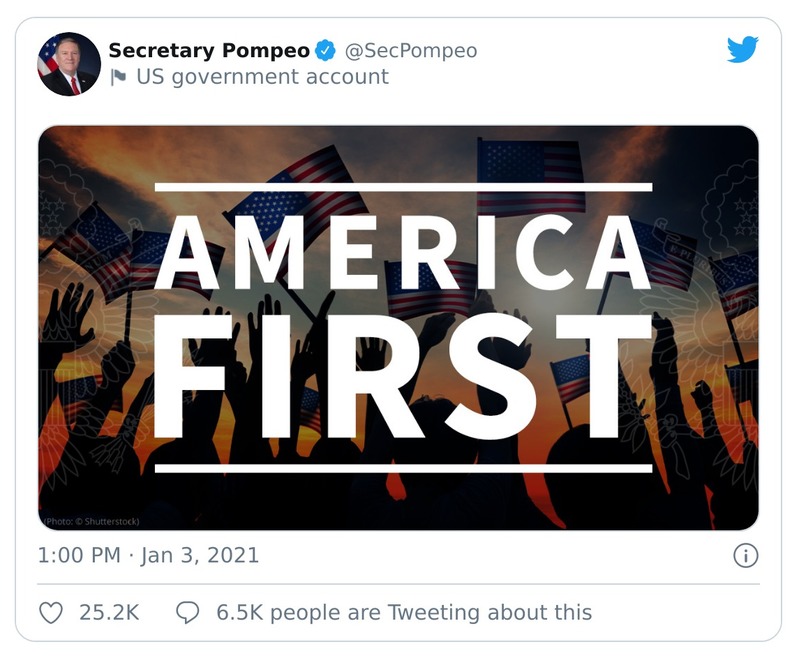 Secretary Pompeo @SecPompeo
US government account
AMERICA
FIRST
(Photo: © Shutterstock)
1:00 PM · Jan 3, 2021
25.2K 6.5K people are Tweeting about this